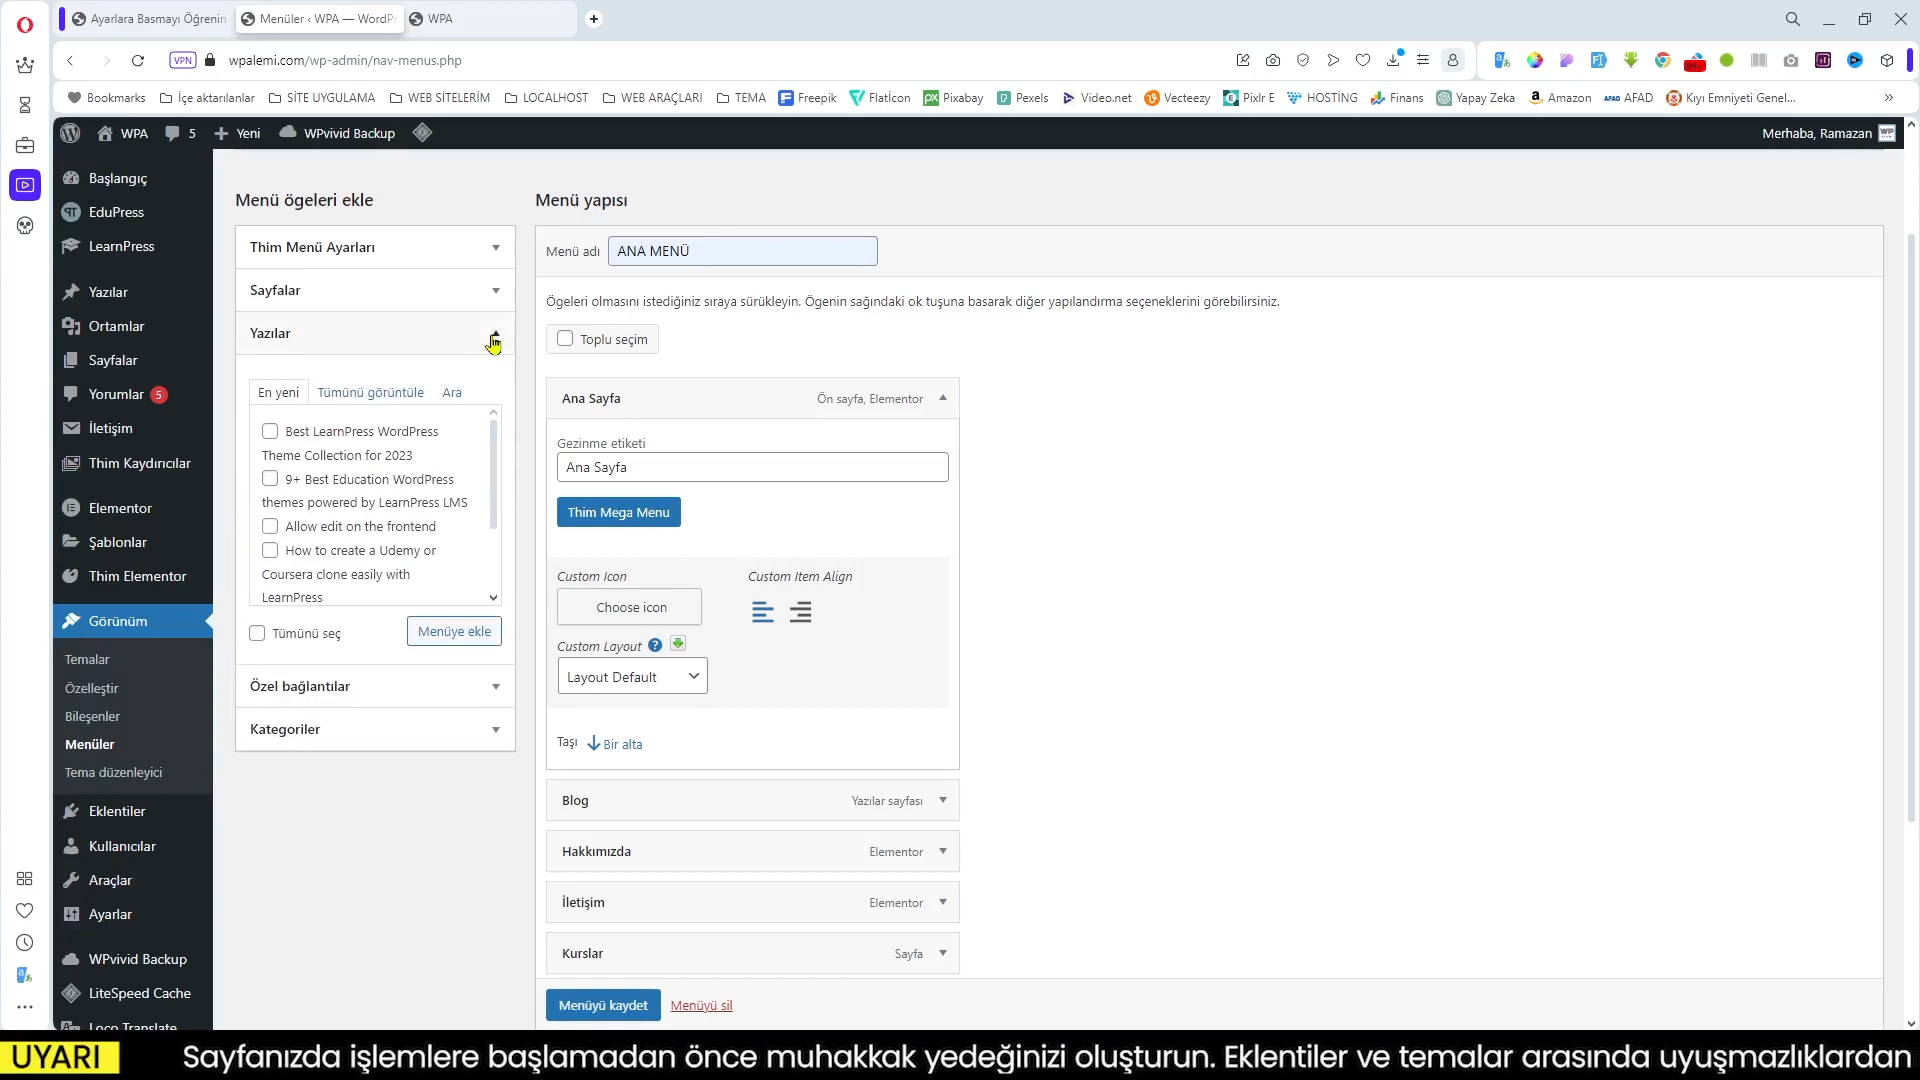 Ayarlara Basmayı Öğrenin
Menüler ‹ WPA — WordPr
WPA
VPN
wpalemi.com/wp-admin/nav-menus.php
Bookmarks
İçe aktarılanlar
SİTE UYGULAMA
WEB SİTELERİM
LOCALHOST
WEB ARAÇLARI
TEMA
Freepik
Flatİcon
Pixabay
Pexels
Video.net
Vecteezy
Pixlr E
HOSTİNG
Finans
Yapay Zeka
Amazon
AFAD
Kıyı Emniyeti Genel...
WPA
5
Yeni
WPvivid Backup
Merhaba, Ramazan
Başlangıç
EduPress
LearnPress
Yazılar
Ortamlar
Sayfalar
Yorumlar 5
İletişim
Thim Kaydırıcılar
Elementor
Şablonlar
Thim Elementor
Görünüm
Temalar
Özelleştir
Bileşenler
Menüler
Tema düzenleyici
Eklentiler
Kullanıcılar
Araçlar
Ayarlar
WPvivid Backup
LiteSpeed Cache
Loco Translate
Menü ögeleri ekle
Thim Menü Ayarları
Sayfalar
Yazılar
En yeni
Tümünü görüntüle
Ara
Best LearnPress WordPress
Theme Collection for 2023
9+ Best Education WordPress
themes powered by LearnPress LMS
Allow edit on the frontend
How to create a Udemy or
Coursera clone easily with
LearnPress
Tümünü seç
Menüye ekle
Özel bağlantılar
Kategoriler
Menü yapısı
Menü adı
ANA MENÜ
Ögeleri olmasını istediğiniz sıraya sürükleyin. Ögenin sağındaki ok tuşuna basarak diğer yapılandırma seçeneklerini görebilirsiniz.
Toplu seçim
Ana Sayfa
Ön sayfa, Elementor
Gezinme etiketi
Ana Sayfa
Thim Mega Menu
Custom Icon
Custom Item Align
Choose icon
Custom Layout
Layout Default
Taşı
Bir alta
Blog
Yazılar sayfası
Hakkımızda
Elementor
İletişim
Elementor
Kurslar
Sayfa
Menüyü kaydet
Menüyü sil
UYARI
Sayfanızda işlemlere başlamadan önce muhakkak yedeğinizi oluşturun. Eklentiler ve temalar arasında uyuşmazlıklardan